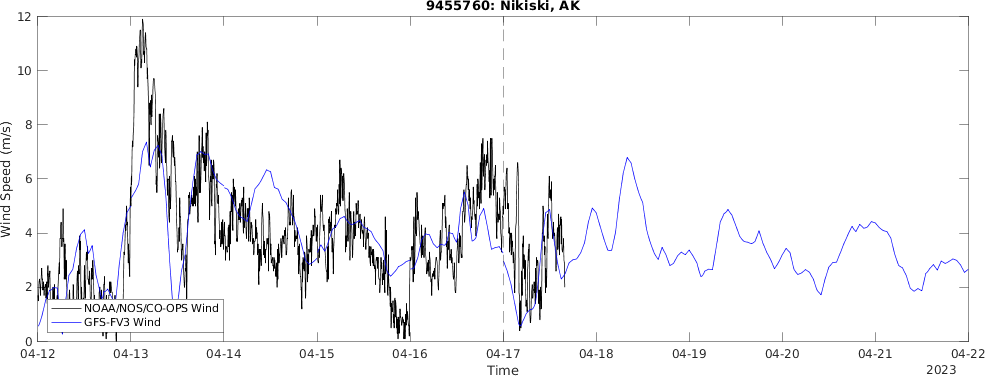 9455760: Nikiski, AK
Wind Speed (m/s)
12
10
8
6
4
2
0
NOAA/NOS/CO-OPS Wind
GFS-FV3 Wind
04-12 04-13 04-14 04-15 04-16 04-17 04-18 04-19 04-20 04-21 04-22
Time
2023